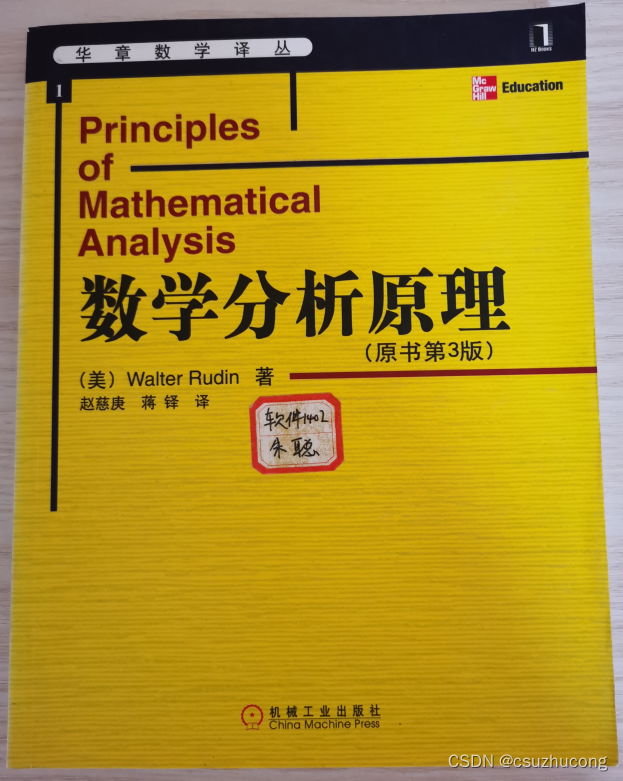 华章数学译丛
HZ Books
1
Mc
Graw
Hill Education
Principles
of
Mathematical
Analysis
数学分析原理
(原书第3版)
(美) Walter Rudin 著
赵慈庚 蒋铎 译
软件1402
朱聪
机械工业出版社
China Machine Press
CSDN @csuzhucong